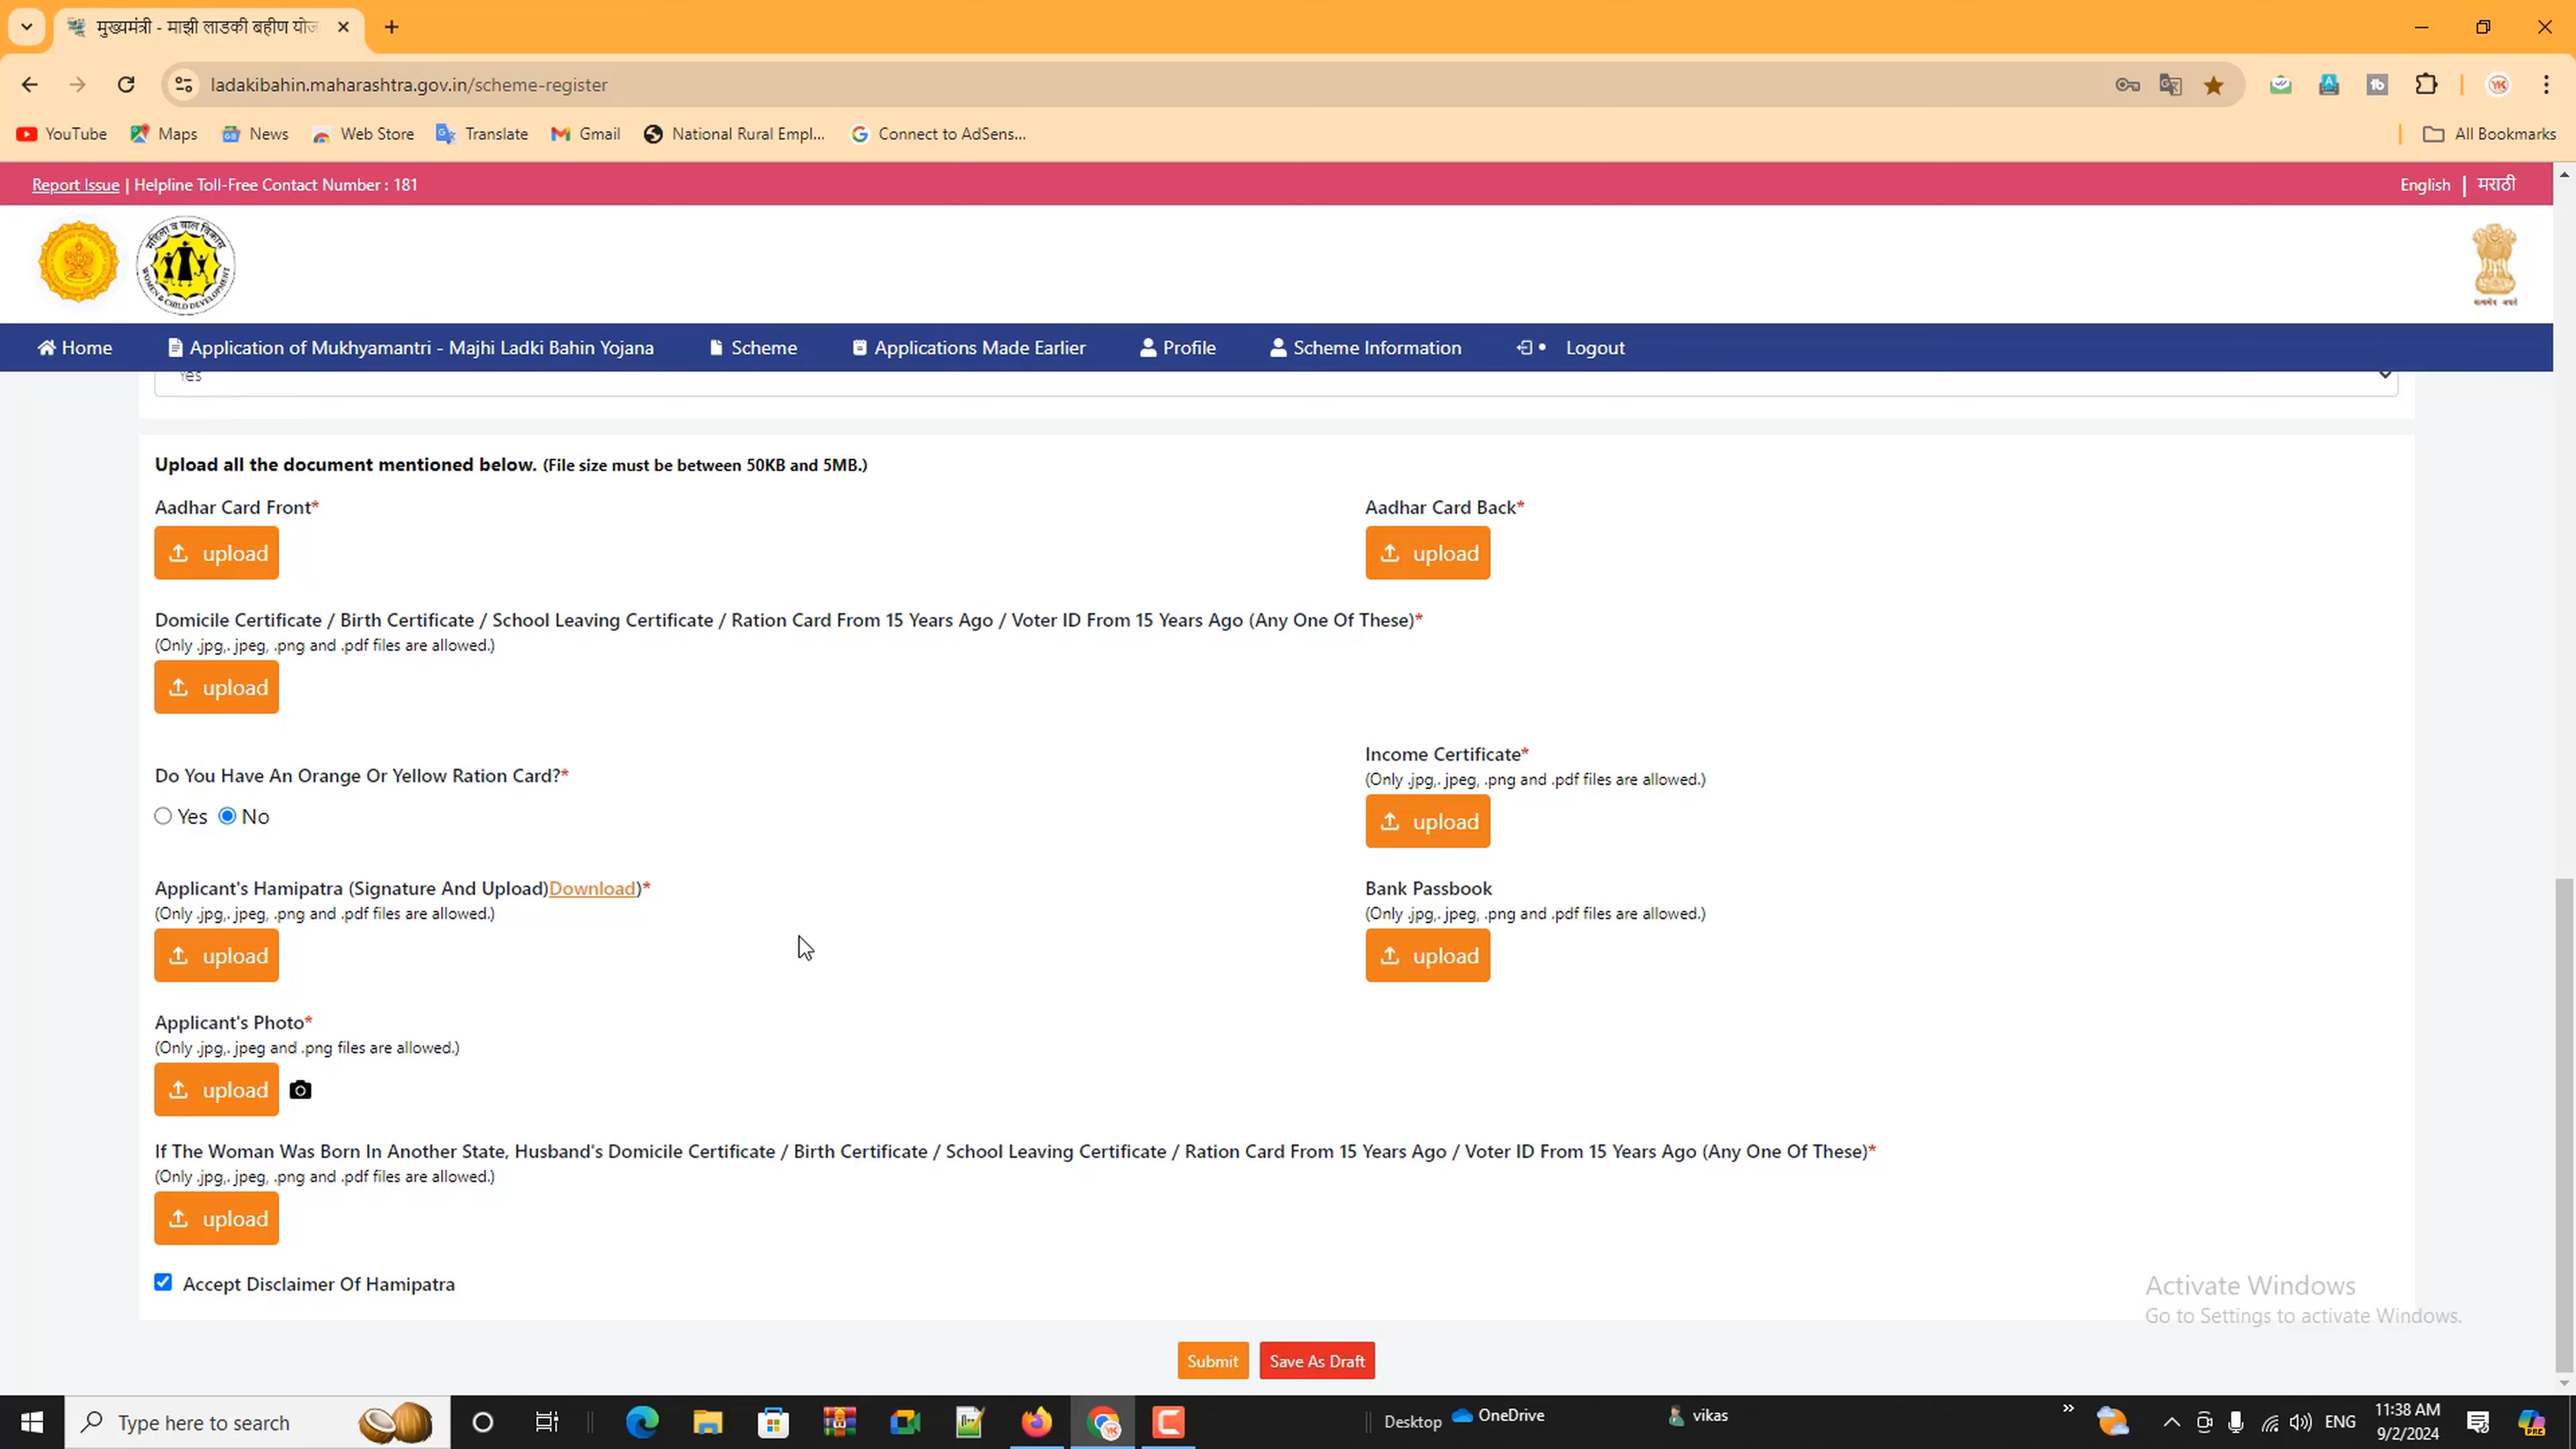 मुख्यमंत्री - माझी लाडकी बहीण योज
ladakibahin.maharashtra.gov.in/scheme-register
YouTube Maps News Web Store Translate Gmail National Rural Empl... Connect to AdSens... All Bookmarks
Report Issue | Helpline Toll-Free Contact Number : 181
English | मराठी
महिला व बाल विकास
WOMEN & CHILD DEVELOPMENT
सत्यमेव जयते
Home Application of Mukhyamantri - Majhi Ladki Bahin Yojana Scheme Applications Made Earlier Profile Scheme Information Logout
Yes
Upload all the document mentioned below. (File size must be between 50KB and 5MB.)
Aadhar Card Front* Aadhar Card Back*
upload upload
Domicile Certificate / Birth Certificate / School Leaving Certificate / Ration Card From 15 Years Ago / Voter ID From 15 Years Ago (Any One Of These)*
(Only .jpg,. jpeg, .png and .pdf files are allowed.)
upload
Income Certificate*
Do You Have An Orange Or Yellow Ration Card?*
(Only .jpg,. jpeg, .png and .pdf files are allowed.)
Yes No
upload
Applicant's Hamipatra (Signature And Upload)Download)* Bank Passbook
(Only .jpg,. jpeg, .png and .pdf files are allowed.) (Only .jpg,. jpeg, .png and .pdf files are allowed.)
upload upload
Applicant's Photo*
(Only .jpg,. jpeg and .png files are allowed.)
upload
If The Woman Was Born In Another State, Husband's Domicile Certificate / Birth Certificate / School Leaving Certificate / Ration Card From 15 Years Ago / Voter ID From 15 Years Ago (Any One Of These)*
(Only .jpg,. jpeg, .png and .pdf files are allowed.)
upload
Accept Disclaimer Of Hamipatra
Activate Windows
Go to Settings to activate Windows.
Submit Save As Draft
Type here to search
Desktop OneDrive vikas
ENG
11:38 AM
9/2/2024